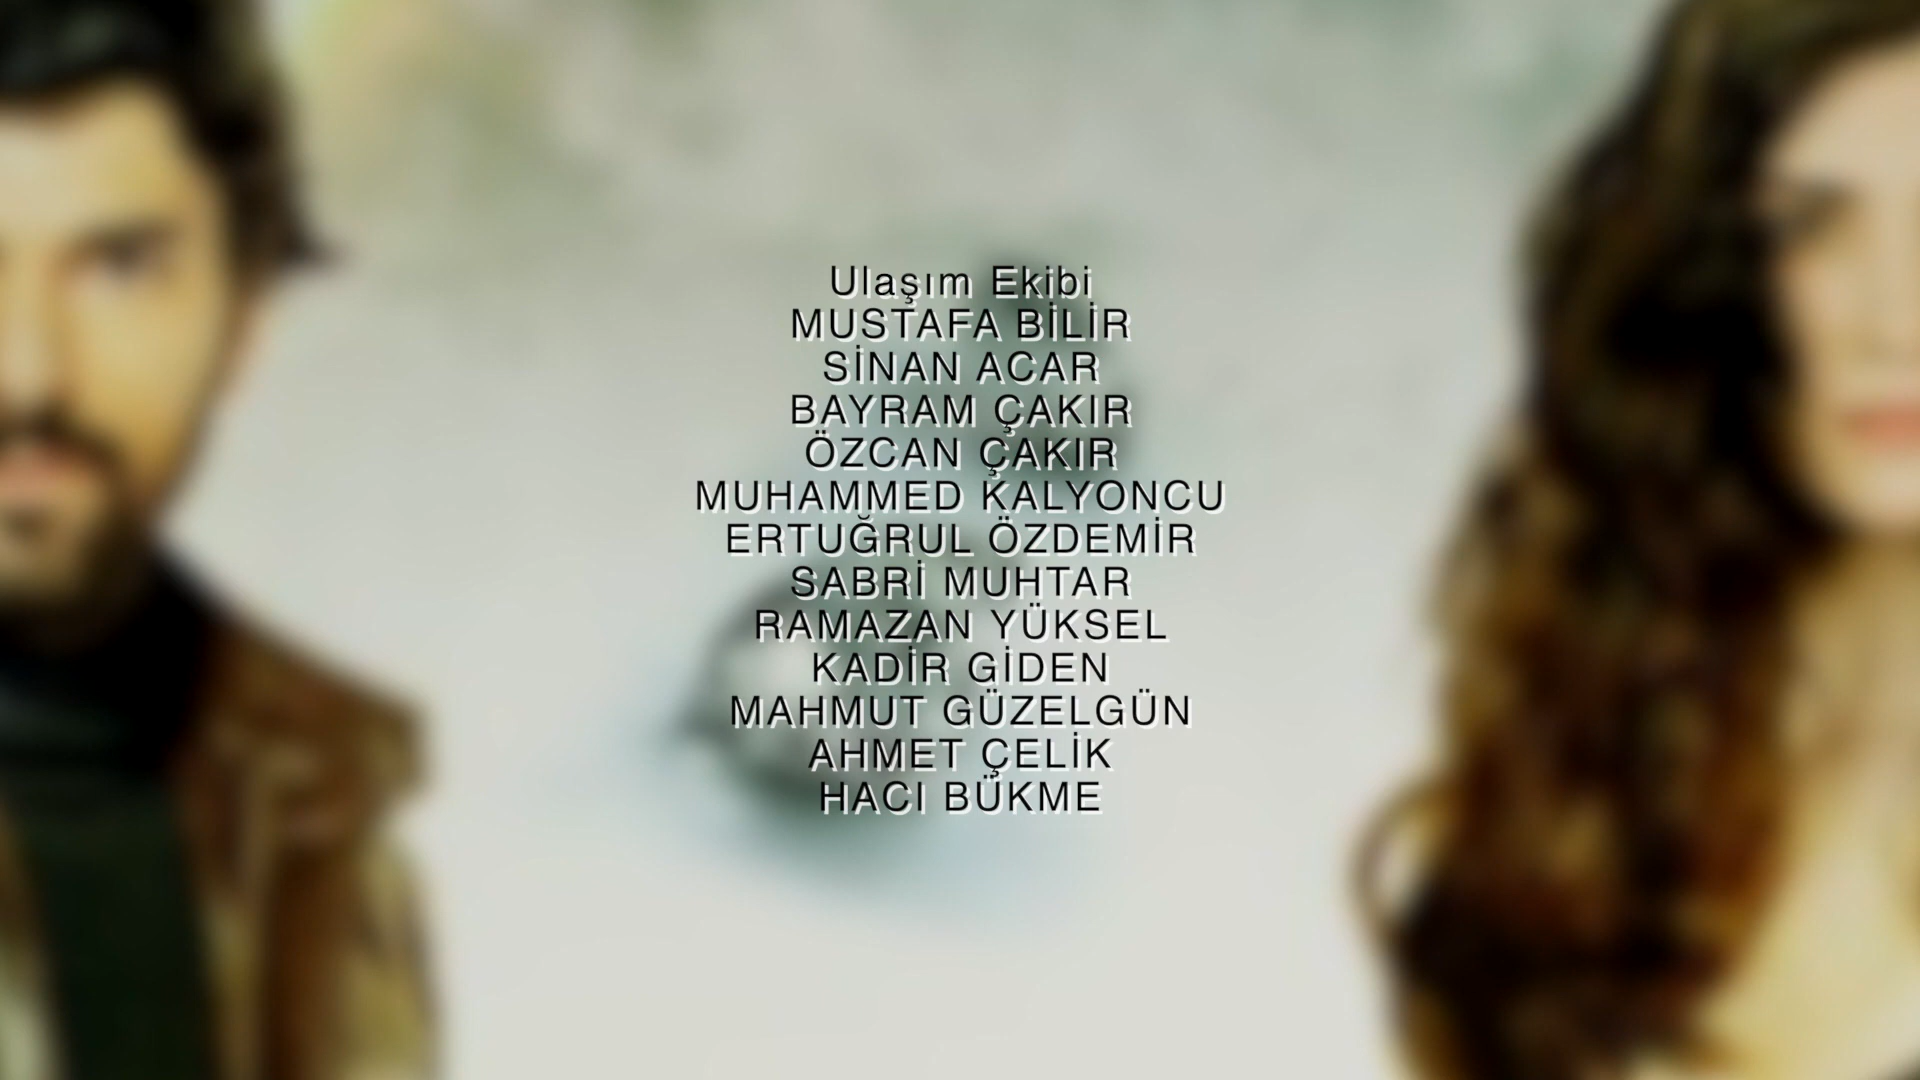 Ulaşım Ekibi
MUSTAFA BİLİR
SİNAN ACAR
BAYRAM ÇAKIR
ÖZCAN ÇAKIR
MUHAMMED KALYONCU
ERTUĞRUL ÖZDEMİR
SABRİ MUHTAR
RAMAZAN YÜKSEL
KADİR GİDEN
MAHMUT GÜZELGÜN
AHMET ÇELİK
HACI BÜKME